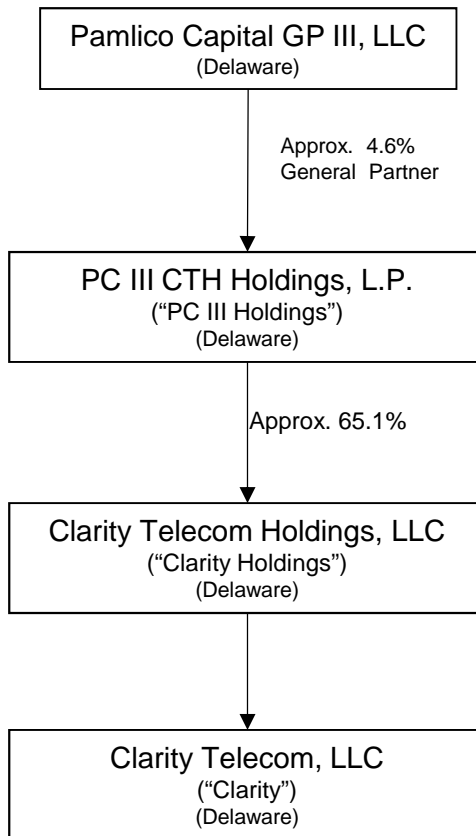 Pamlico Capital GP III, LLC
(Delaware)
Approx. 4.6%
General Partner
PC III CTH Holdings, L.P.
(“PC III Holdings”)
(Delaware)
Approx. 65.1%
Clarity Telecom Holdings, LLC
(“Clarity Holdings”)
(Delaware)
Clarity Telecom, LLC
(“Clarity”)
(Delaware)